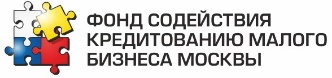 ФОНД СОДЕЙСТВИЯ
КРЕДИТОВАНИЮ МАЛОГО
БИЗНЕСА МОСКВЫ